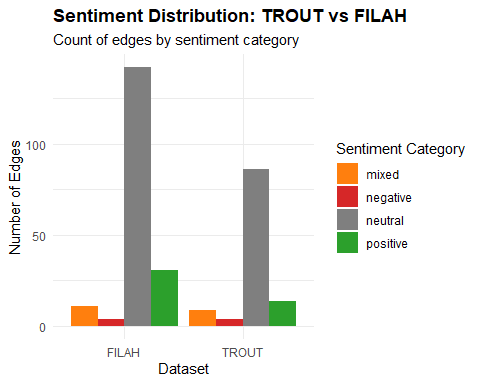 Sentiment Distribution: TROUT vs FILAH
Count of edges by sentiment category
Number of Edges
100
50
0
FILAH
TROUT
Dataset
Sentiment Category
mixed
negative
neutral
positive